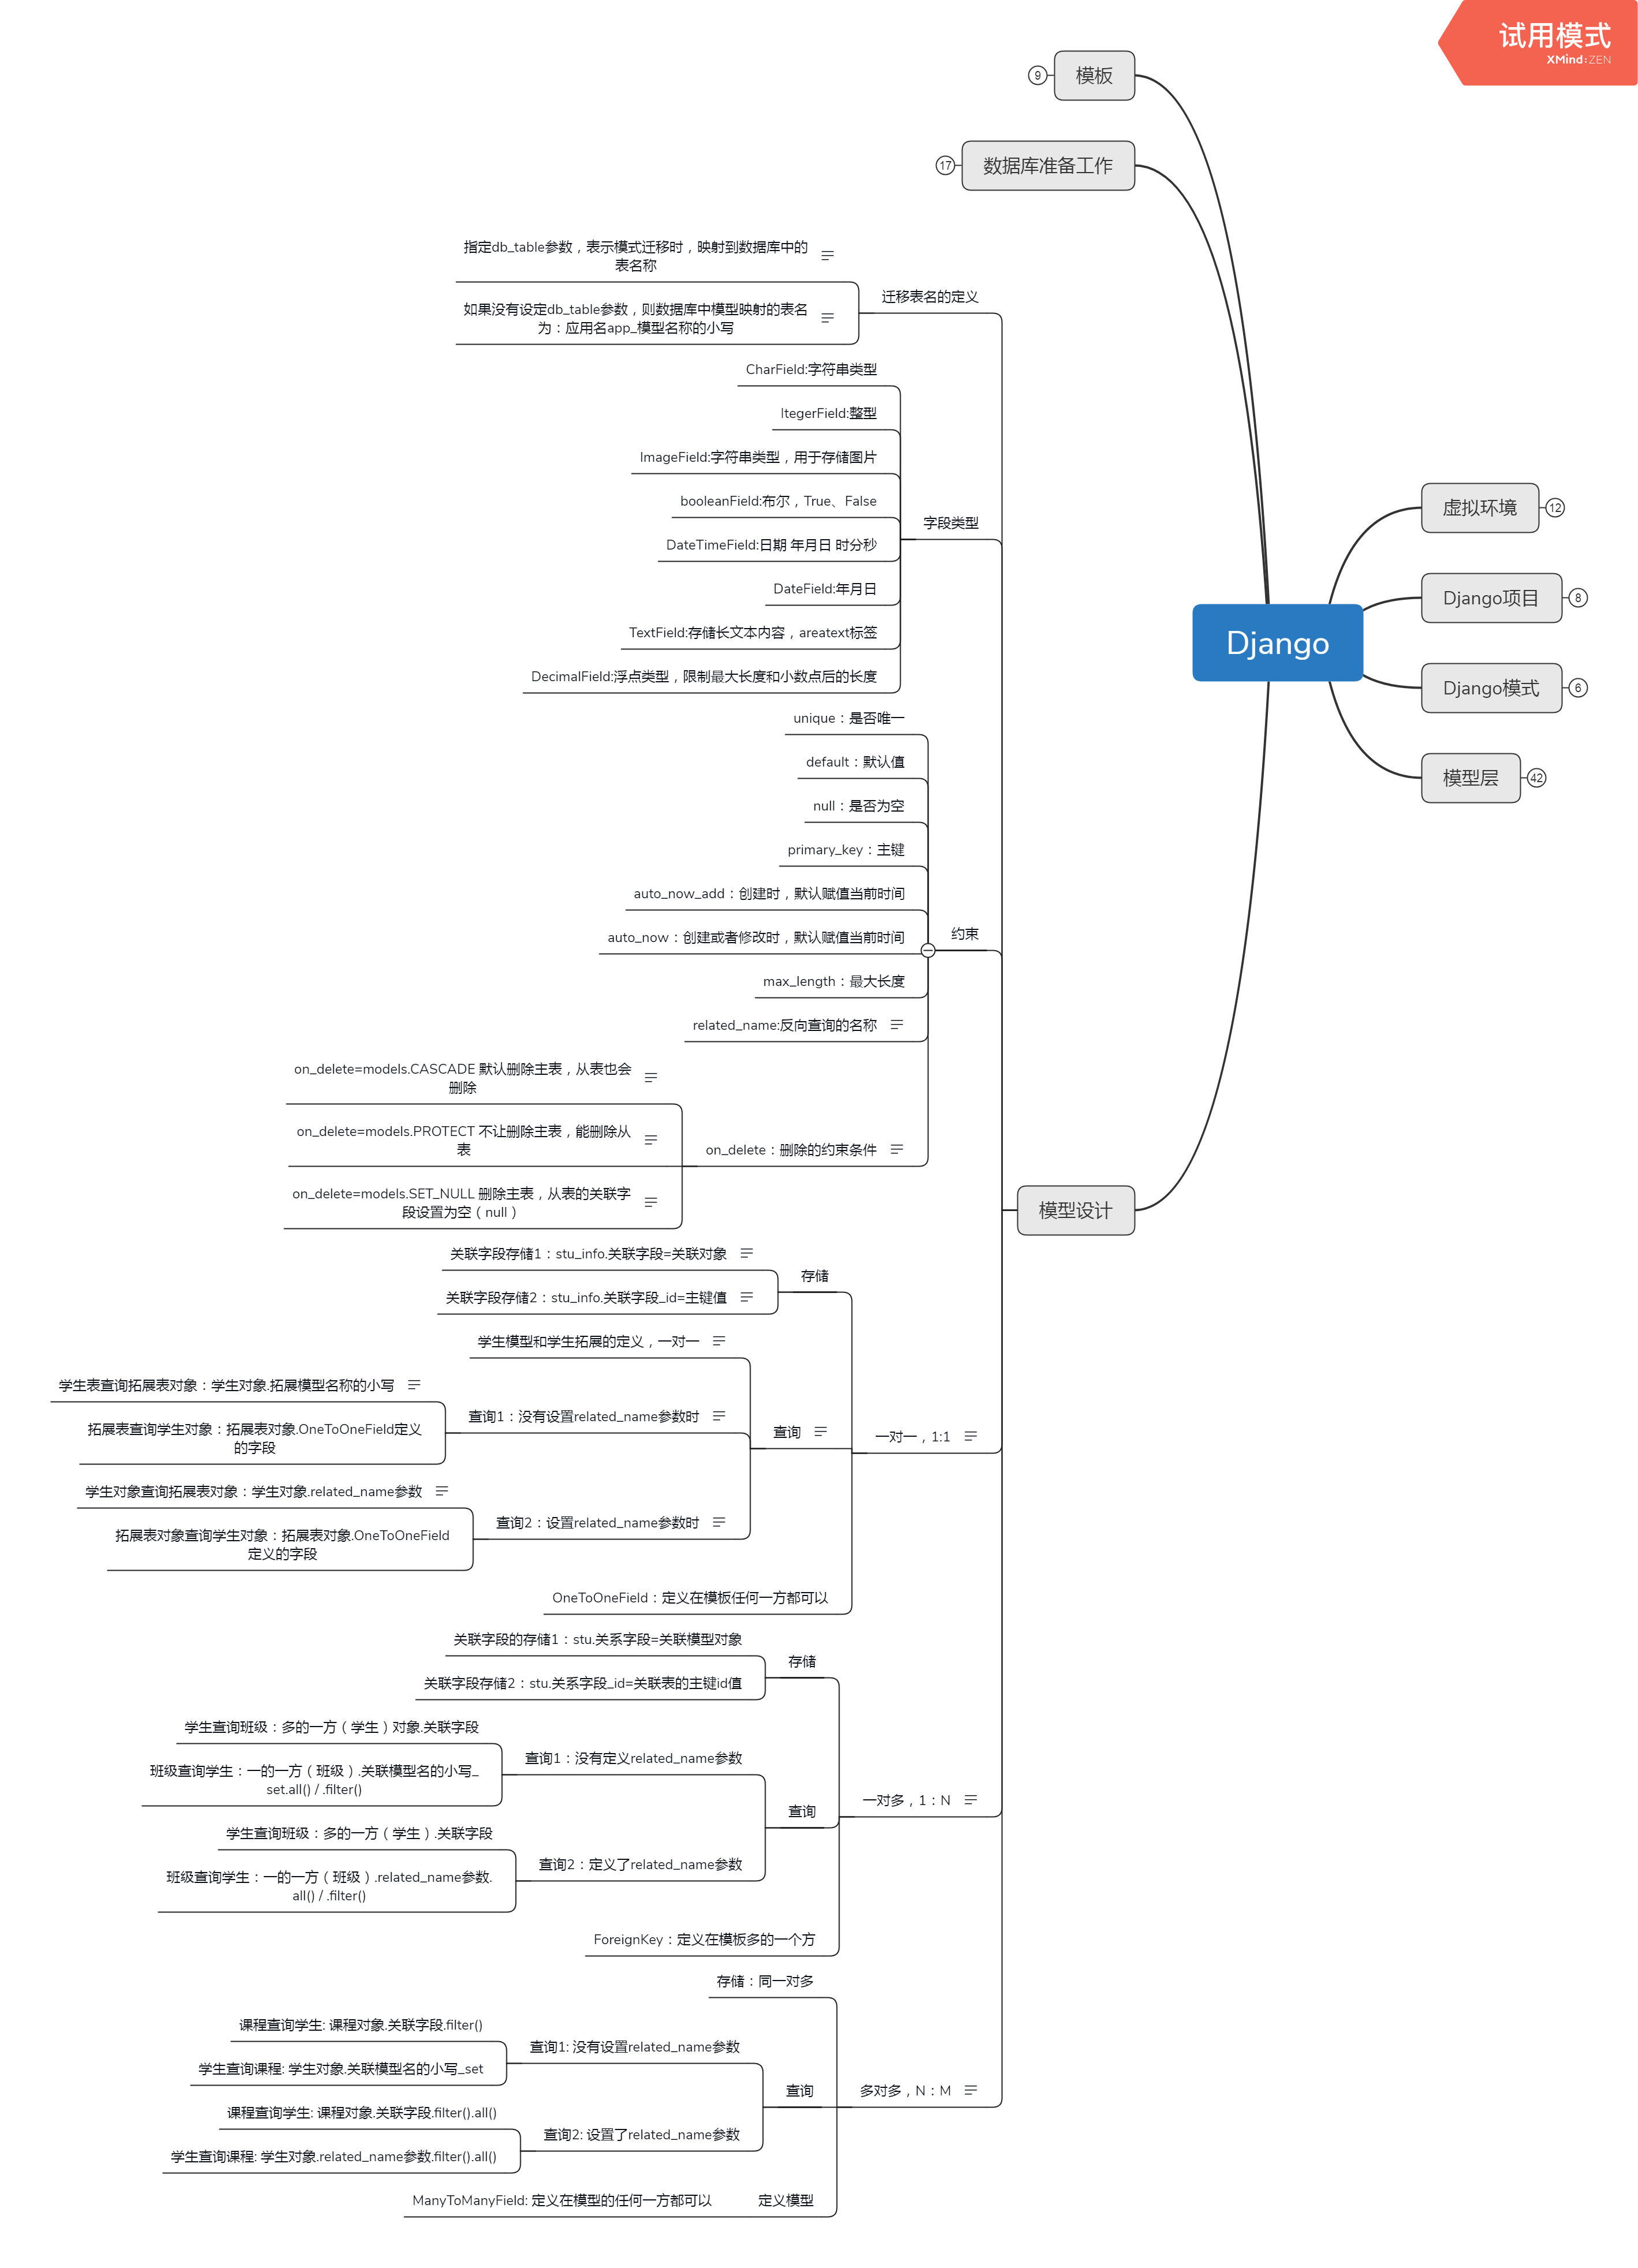 试用模式
XMind:ZEN
模板
9
数据库准备工作
17
指定db_table参数，表示模式迁移时，映射到数据库中的
表名称
如果没有设定db_table参数，则数据库中模型映射的表名
为：应用名app_模型名称的小写
迁移表名的定义
CharField:字符串类型
ItegerField:整型
ImageField:字符串类型，用于存储图片
booleanField:布尔，True、False
DateTimeField:日期 年月日 时分秒
DateField:年月日
TextField:存储长文本内容，areatext标签
DecimalField:浮点类型，限制最大长度和小数点后的长度
字段类型
unique：是否唯一
default：默认值
null：是否为空
primary_key：主键
auto_now_add：创建时，默认赋值当前时间
auto_now：创建或者修改时，默认赋值当前时间
max_length：最大长度
related_name:反向查询的名称
on_delete=models.CASCADE 默认删除主表，从表也会
删除
on_delete=models.PROTECT 不让删除主表，能删除从
表
on_delete=models.SET_NULL 删除主表，从表的关联字
段设置为空（null）
on_delete：删除的约束条件
约束
关联字段存储1：stu_info.关联字段=关联对象
关联字段存储2：stu_info.关联字段_id=主键值
存储
学生模型和学生拓展的定义，一对一
学生表查询拓展表对象：学生对象.拓展模型名称的小写
拓展表查询学生对象：拓展表对象.OneToOneField定义
的字段
查询1：没有设置related_name参数时
学生对象查询拓展表对象：学生对象.related_name参数
拓展表对象查询学生对象：拓展表对象.OneToOneField
定义的字段
查询2：设置related_name参数时
查询
OneToOneField：定义在模板任何一方都可以
一对一，1:1
关联字段的存储1：stu.关系字段=关联模型对象
关联字段存储2：stu.关系字段_id=关联表的主键id值
存储
学生查询班级：多的一方（学生）对象.关联字段
班级查询学生：一的一方（班级）.关联模型名的小写_
set.all() / .filter()
查询1：没有定义related_name参数
学生查询班级：多的一方（学生）.关联字段
班级查询学生：一的一方（班级）.related_name参数.
all() / .filter()
查询2：定义了related_name参数
查询
ForeignKey：定义在模板多的一个方
一对多，1：N
存储：同一对多
课程查询学生: 课程对象.关联字段.filter()
学生查询课程: 学生对象.关联模型名的小写_set
查询1: 没有设置related_name参数
课程查询学生: 课程对象.关联字段.filter().all()
学生查询课程: 学生对象.related_name参数.filter().all()
查询2: 设置了related_name参数
查询
ManyToManyField: 定义在模型的任何一方都可以
定义模型
多对多，N：M
模型设计
Django
虚拟环境
12
Django项目
8
Django模式
6
模型层
42